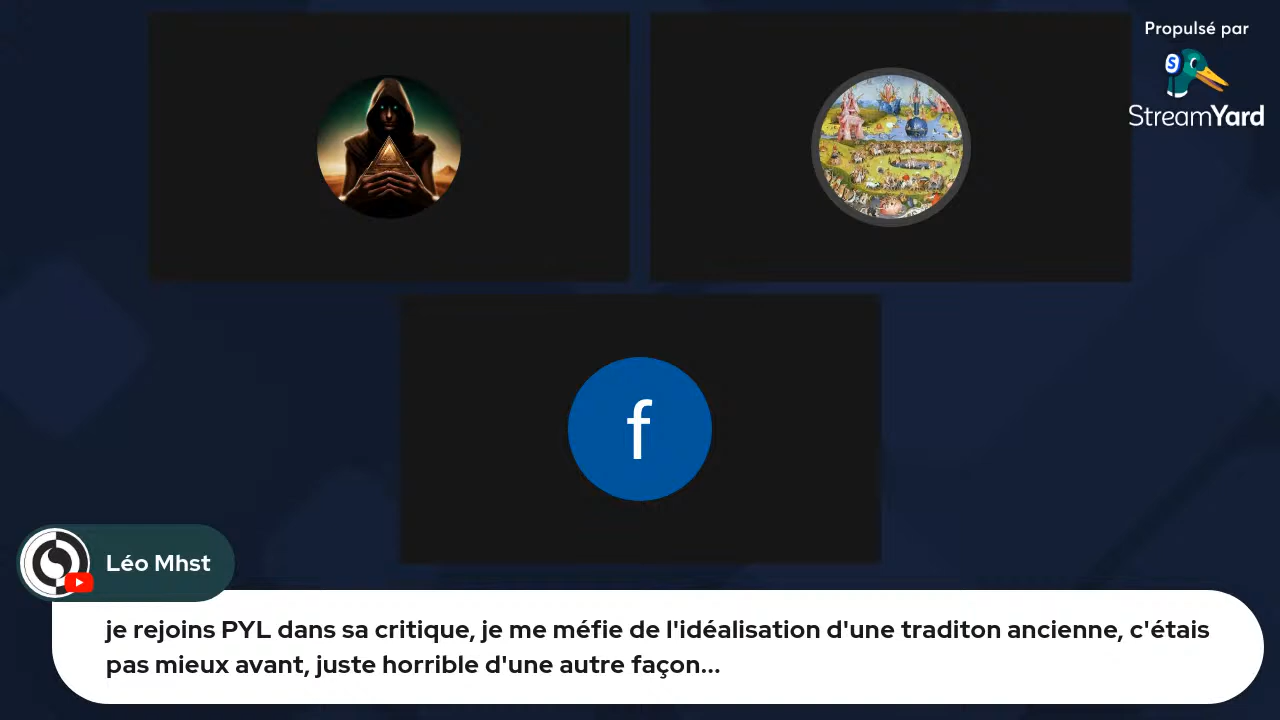 Propulsé par
StreamYard
f
Léo Mhst
je rejoins PYL dans sa critique, je me méfie de l'idéalisation d'une traditon ancienne, c'étais
pas mieux avant, juste horrible d'une autre façon...